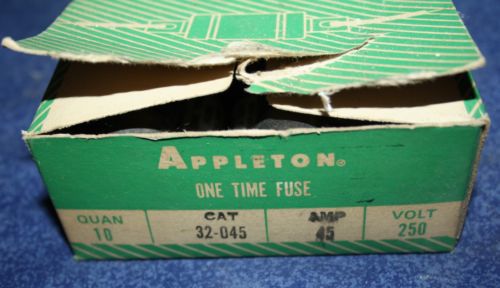 APPLETON®
ONE TIME FUSE
QUAN CAT AMP VOLT
10 32-045 45 250